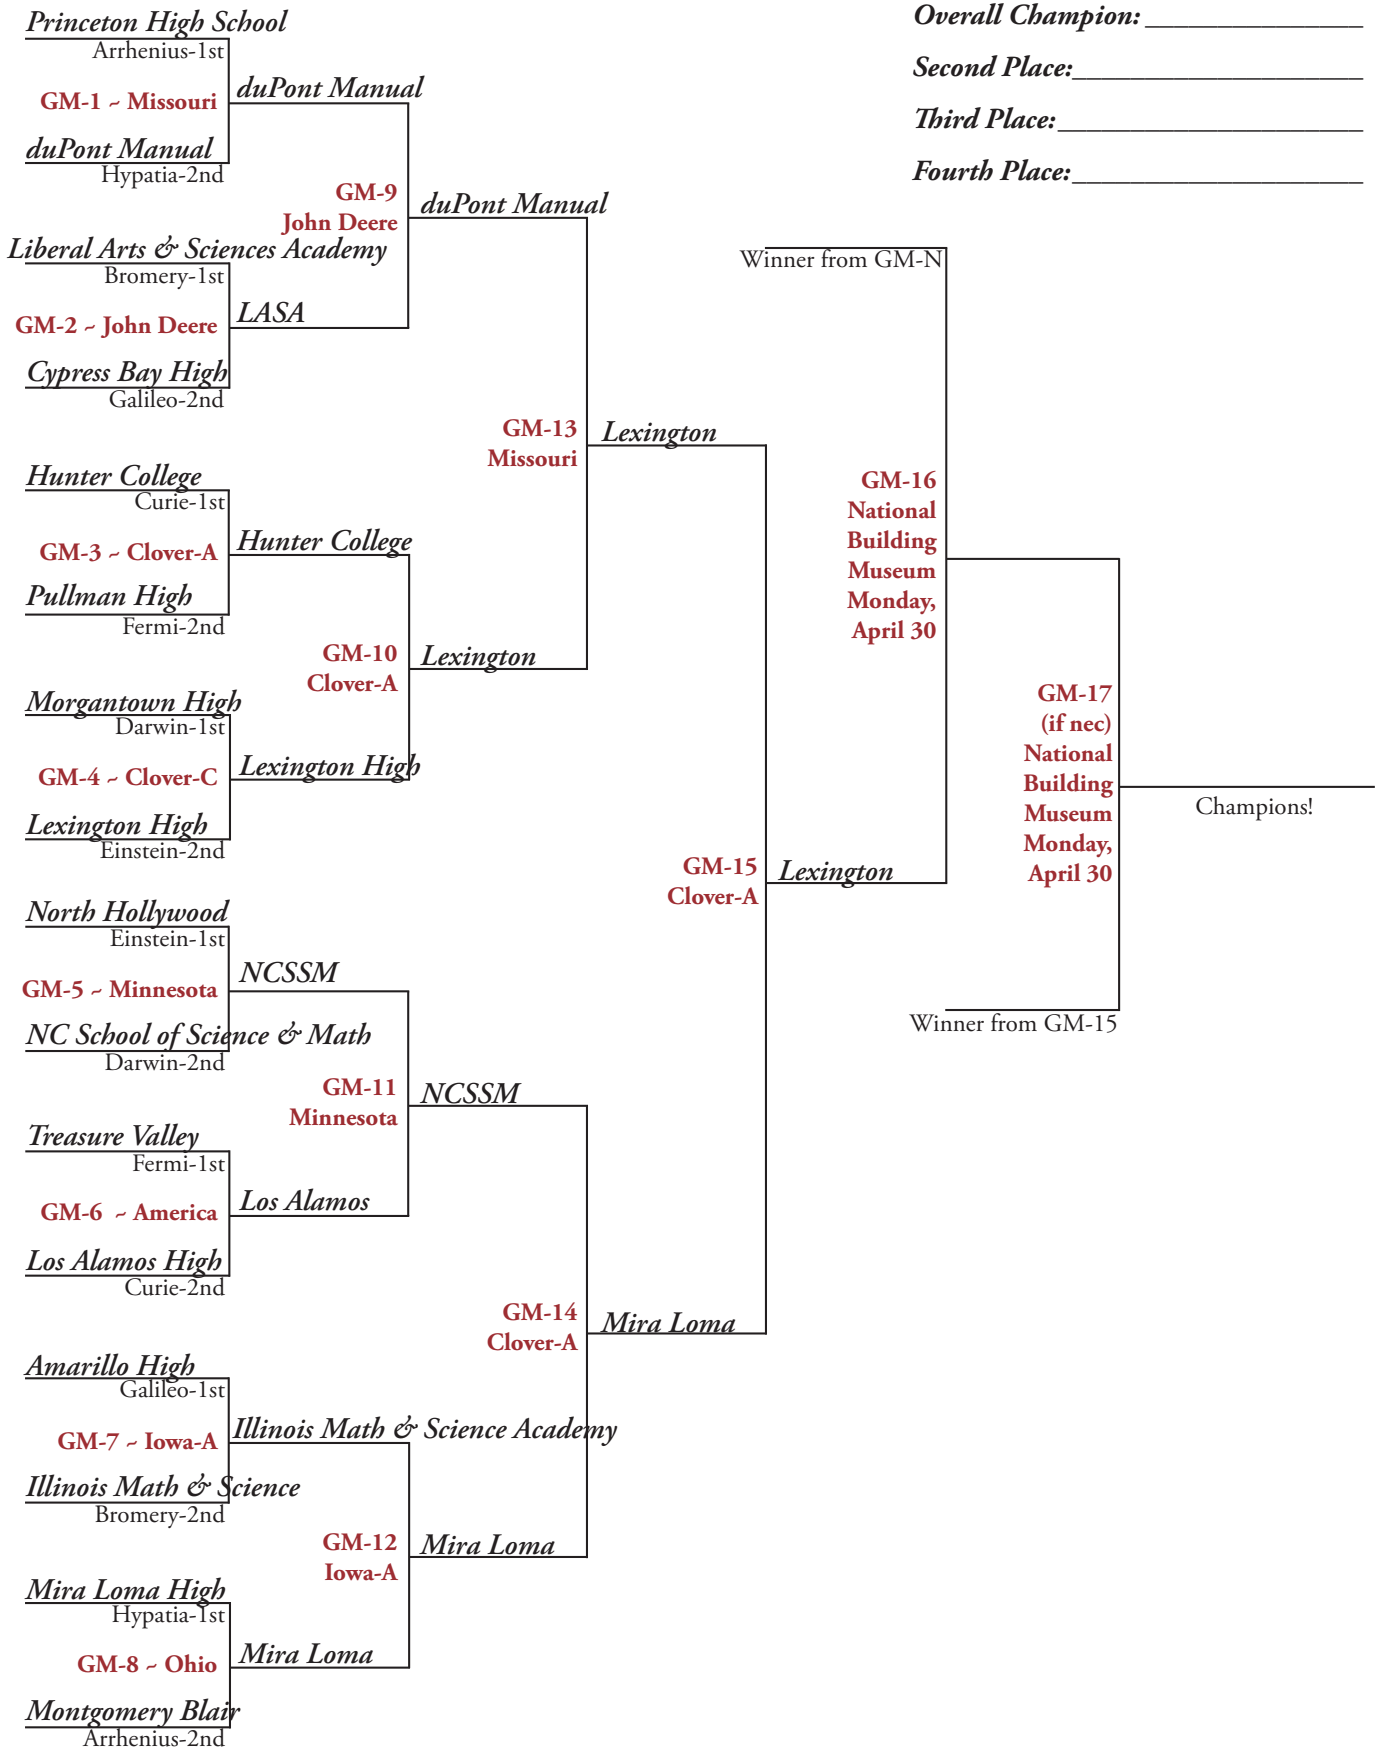 Princeton High School
Arrhenius-1st
GM-1 ~ Missouri
duPont Manual
duPont Manual
Hypatia-2nd
GM-9
John Deere
duPont Manual
Liberal Arts & Sciences Academy
Bromery-1st
GM-2 ~ John Deere
LASA
Cypress Bay High
Galileo-2nd
GM-13
Missouri
Lexington
Hunter College
Curie-1st
GM-3 ~ Clover-A
Hunter College
Pullman High
Fermi-2nd
GM-10
Clover-A
Lexington
Morgantown High
Darwin-1st
GM-4 ~ Clover-C
Lexington High
Lexington High
Einstein-2nd
GM-15
Clover-A
Lexington
North Hollywood
Einstein-1st
GM-5 ~ Minnesota
NCSSM
NC School of Science & Math
Darwin-2nd
GM-11
Minnesota
NCSSM
Treasure Valley
Fermi-1st
GM-6 ~ America
Los Alamos
Los Alamos High
Curie-2nd
GM-14
Clover-A
Mira Loma
Amarillo High
Galileo-1st
GM-7 ~ Iowa-A
Illinois Math & Science Academy
Illinois Math & Science
Bromery-2nd
GM-12
Iowa-A
Mira Loma
Mira Loma High
Hypatia-1st
GM-8 ~ Ohio
Mira Loma
Montgomery Blair
Arrhenius-2nd
Overall Champion: _______________
Second Place:____________________
Third Place:_____________________
Fourth Place:____________________
Winner from GM-N
GM-16
National
Building
Museum
Monday,
April 30
GM-17
(if nec)
National
Building
Museum
Monday,
April 30
Champions!
Winner from GM-15